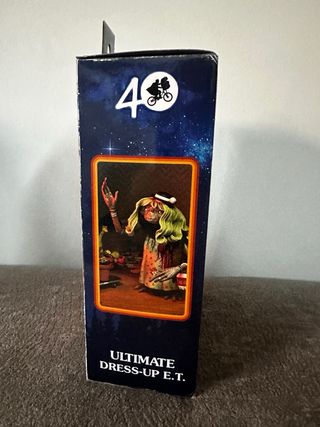 40
ULTIMATE
DRESS-UP E.T.